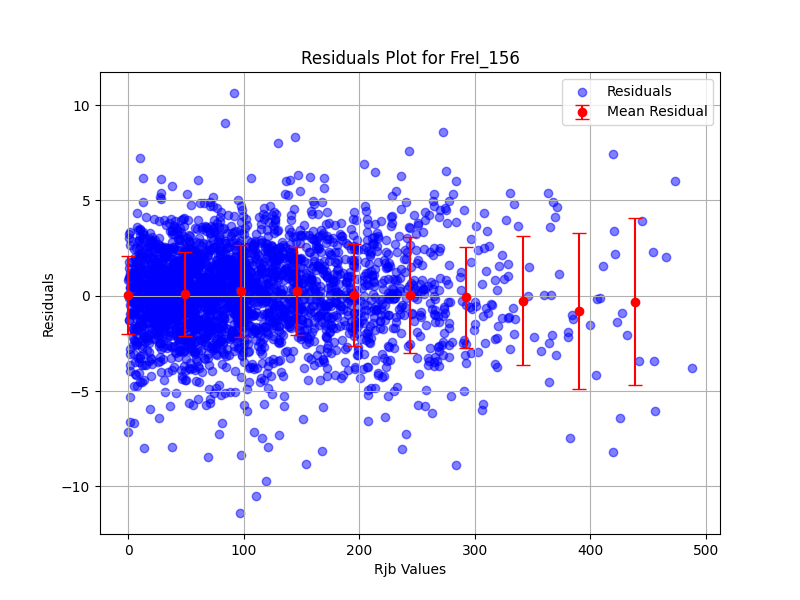 Residuals Plot for FreI_156
Residuals
Mean Residual
10
5
0
−5
−10
Residuals
0
100
200
300
400
500
Rjb Values